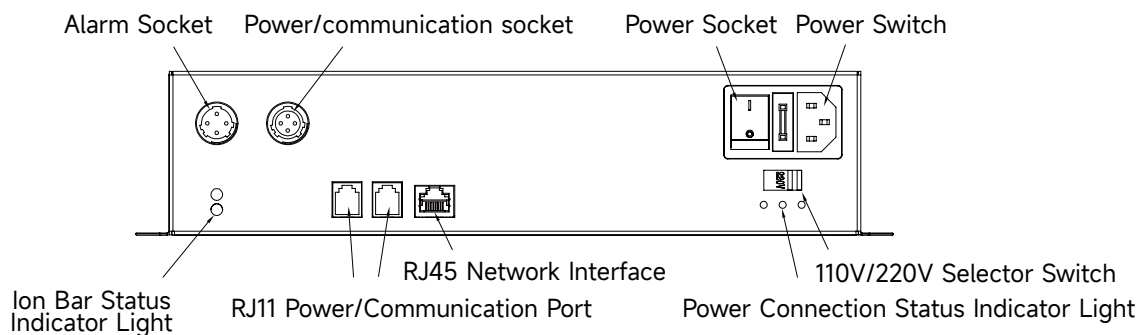 Alarm Socket
Power/communication socket
Power Socket
Power Switch
220V
RJ45 Network Interface
110V/220V Selector Switch
Ion Bar Status
Indicator Light
RJ11 Power/Communication Port
Power Connection Status Indicator Light